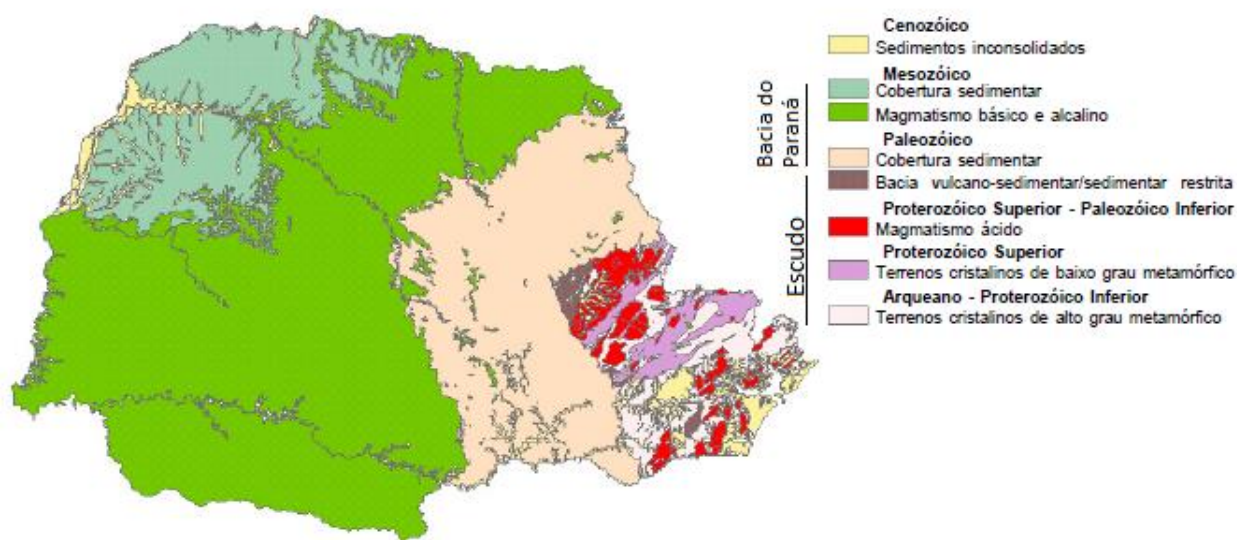 Cenozóico
Sedimentos inconsolidados
Mesozóico
Cobertura sedimentar
Magmatismo básico e alcalino
Paleozóico
Cobertura sedimentar
Bacia vulcano-sedimentar/sedimentar restrita
Proterozóico Superior - Paleozóico Inferior
Magmatismo ácido
Proterozóico Superior
Terrenos cristalinos de baixo grau metamórfico
Arqueano - Proterozóico Inferior
Terrenos cristalinos de alto grau metamórfico
Bacia do
Paraná
Escudo